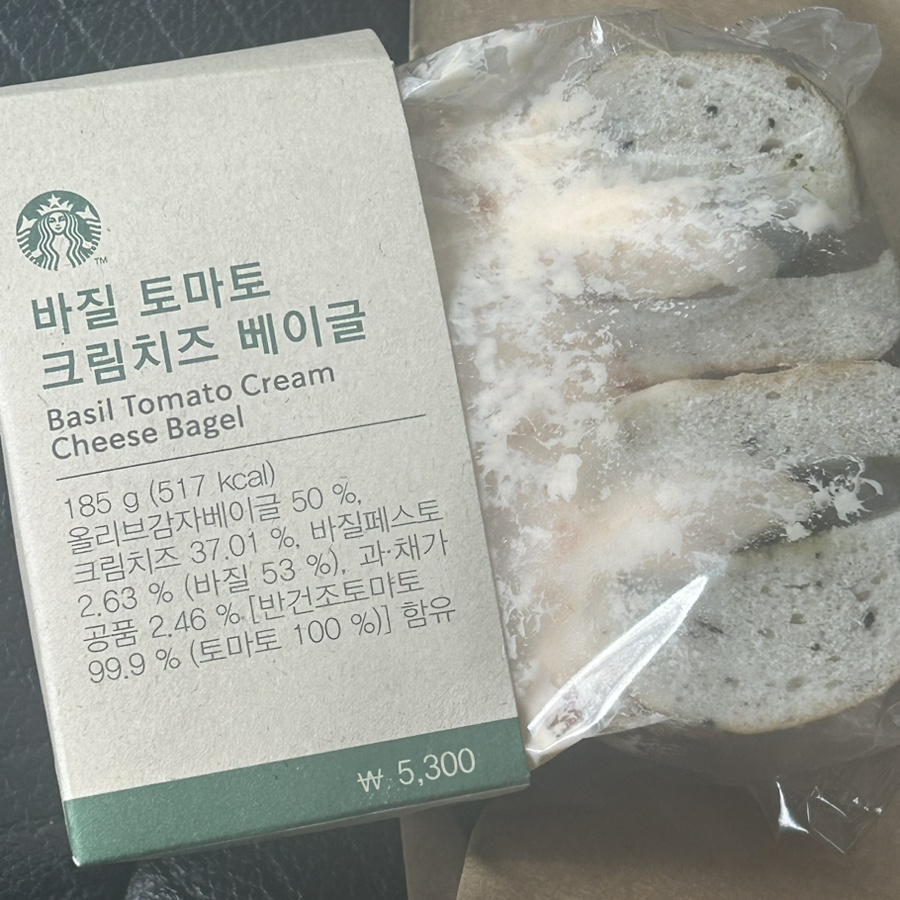 TM
바질 토마토
크림치즈 베이글
Basil Tomato Cream
Cheese Bagel
185 g (517 kcal)
올리브감자베이글 50 %,
크림치즈 37.01 %, 바질페스토
2.63 % (바질 53 %), 과·채가
공품 2.46 % [반건조토먀토
99.9 % (토마토 100 %)] 함유
₩ 5,300